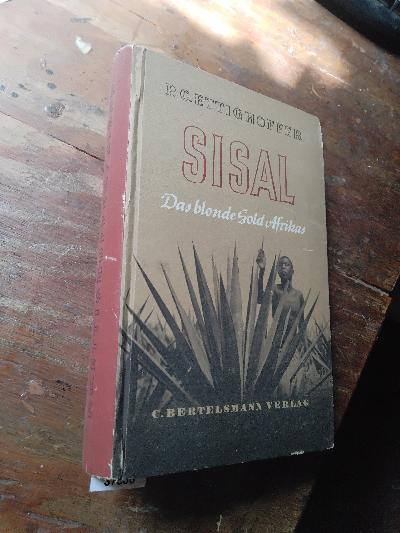 P. C. ETTIGHOFFER
SISAL
Das blonde Gold Afrikas
C. BERTELSMANN VERLAG